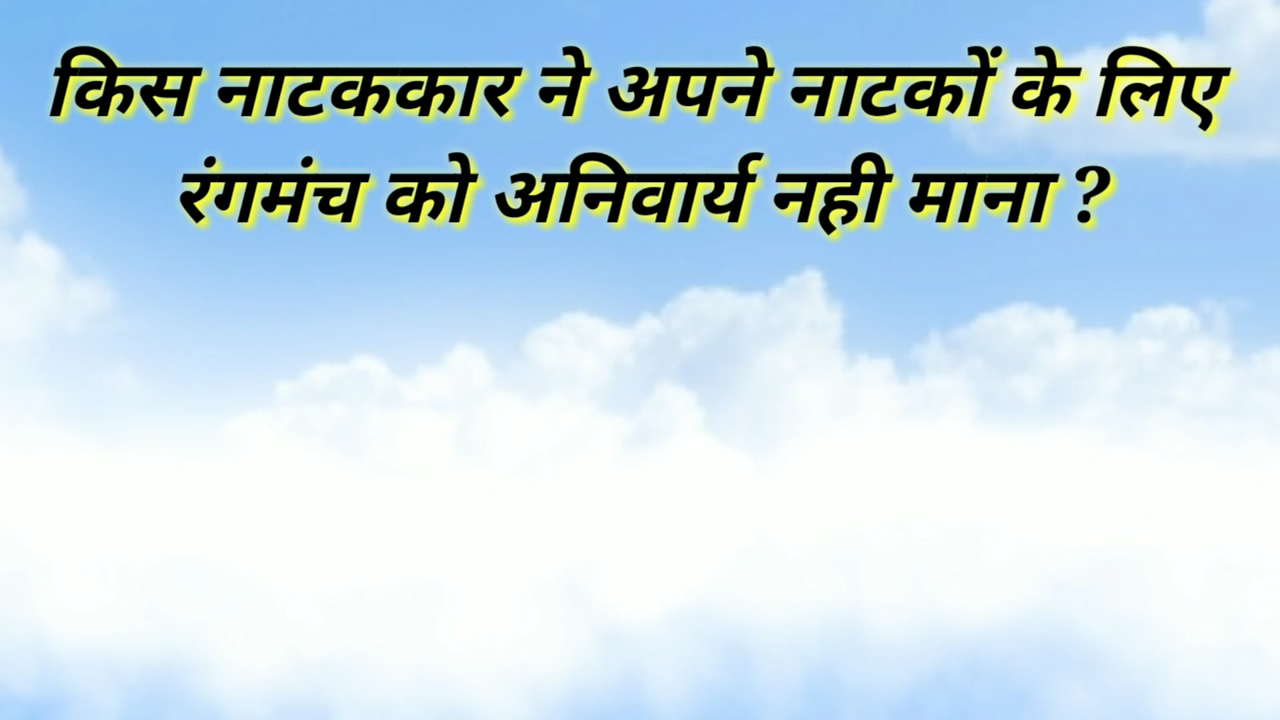 किस नाटककार ने अपने नाटकों के लिए
रंगमंच को अनिवार्य नही माना ?